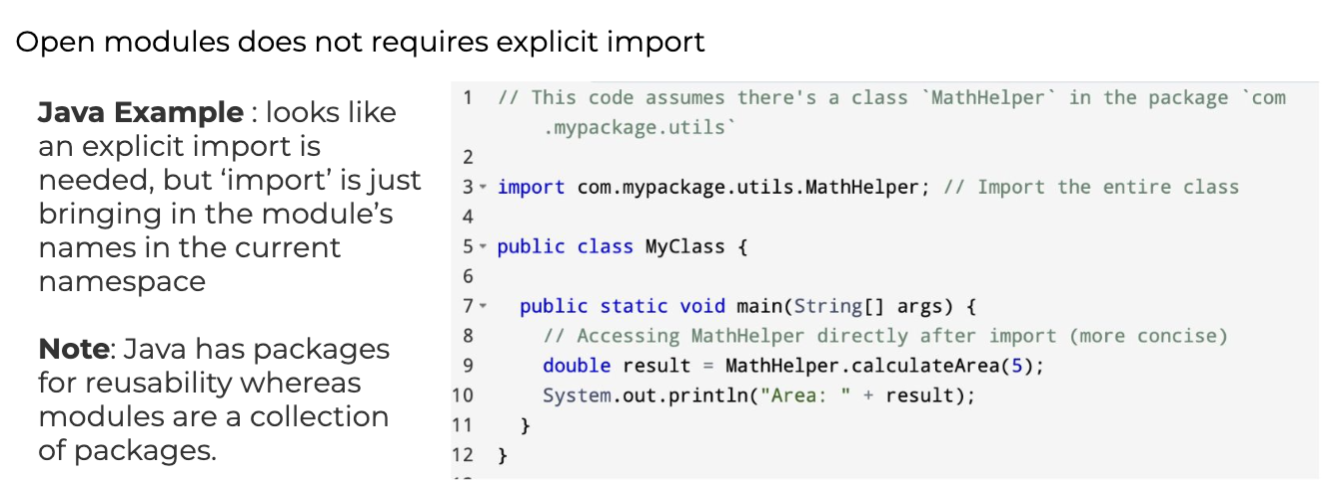 Open modules does not requires explicit import
Java Example : looks like
an explicit import is
needed, but ‘import’ is just
bringing in the module’s
names in the current
namespace
Note: Java has packages
for reusability whereas
modules are a collection
of packages.
1 // This code assumes there's a class `MathHelper` in the package `com
.mypackage.utils`
2
3 import com.mypackage.utils.MathHelper; // Import the entire class
4
5 public class MyClass {
6
7 public static void main(String[] args) {
8 // Accessing MathHelper directly after import (more concise)
9 double result = MathHelper.calculateArea(5);
10 System.out.println("Area: " + result);
11 }
12 }